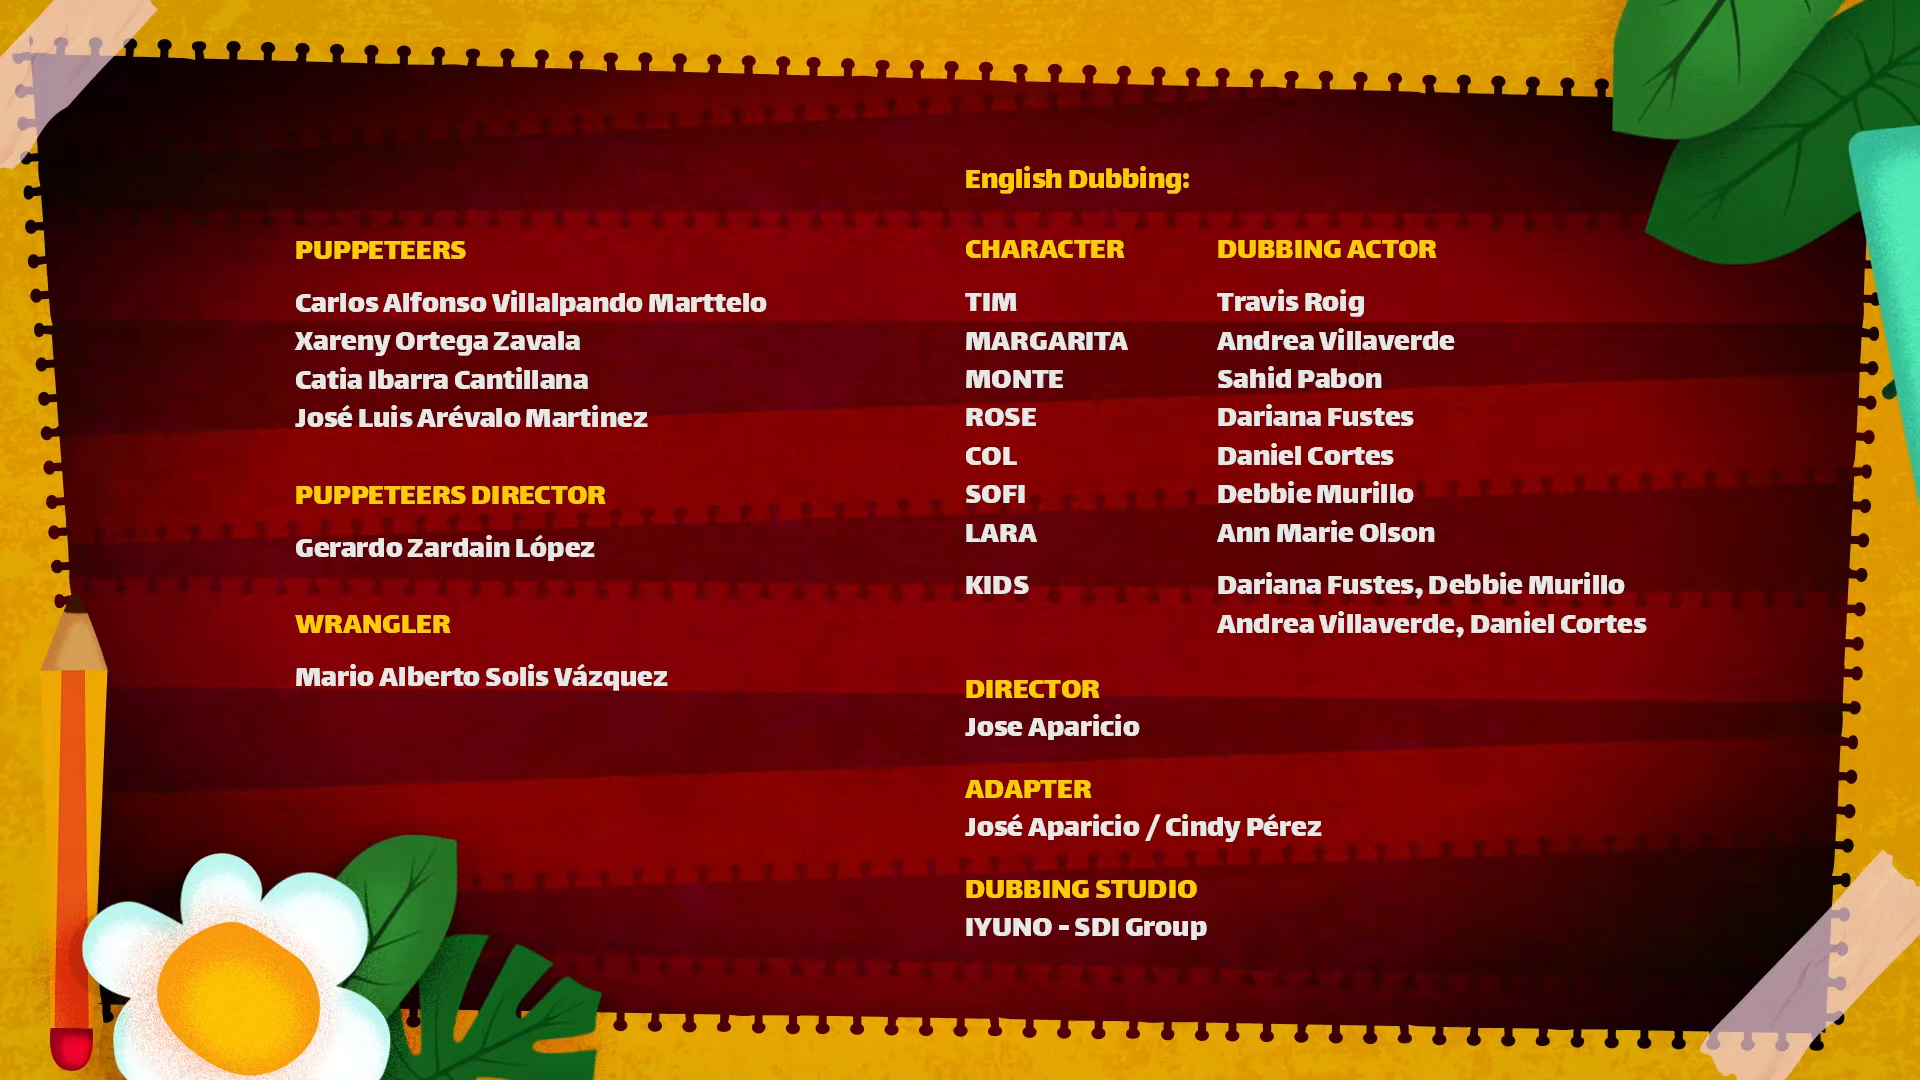 PUPPETEERS
Carlos Alfonso Villalpando Marttelo
Xareny Ortega Zavala
Catia Ibarra Cantillana
José Luis Arévalo Martinez
PUPPETEERS DIRECTOR
Gerardo Zardain López
WRANGLER
Mario Alberto Solis Vázquez
English Dubbing:
CHARACTER DUBBING ACTOR
TIM Travis Roig
MARGARITA Andrea Villaverde
MONTE Sahid Pabon
ROSE Dariana Fustes
COL Daniel Cortes
SOFI Debbie Murillo
LARA Ann Marie Olson
KIDS Dariana Fustes, Debbie Murillo
Andrea Villaverde, Daniel Cortes
DIRECTOR
Jose Aparicio
ADAPTER
José Aparicio / Cindy Pérez
DUBBING STUDIO
IYUNO - SDI Group